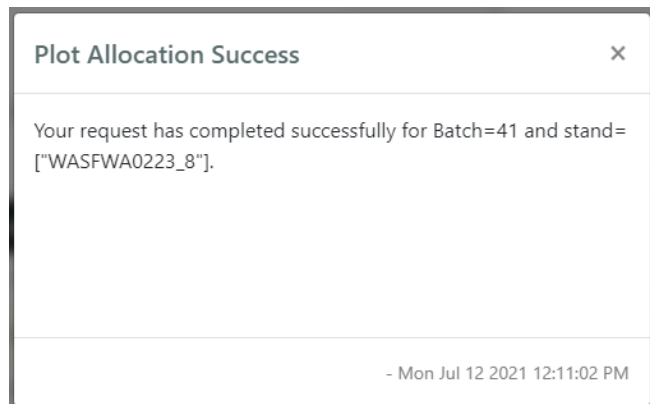 Plot Allocation Success ×
Your request has completed successfully for Batch=41 and stand=
["WASFWA0223_8"].
- Mon Jul 12 2021 12:11:02 PM